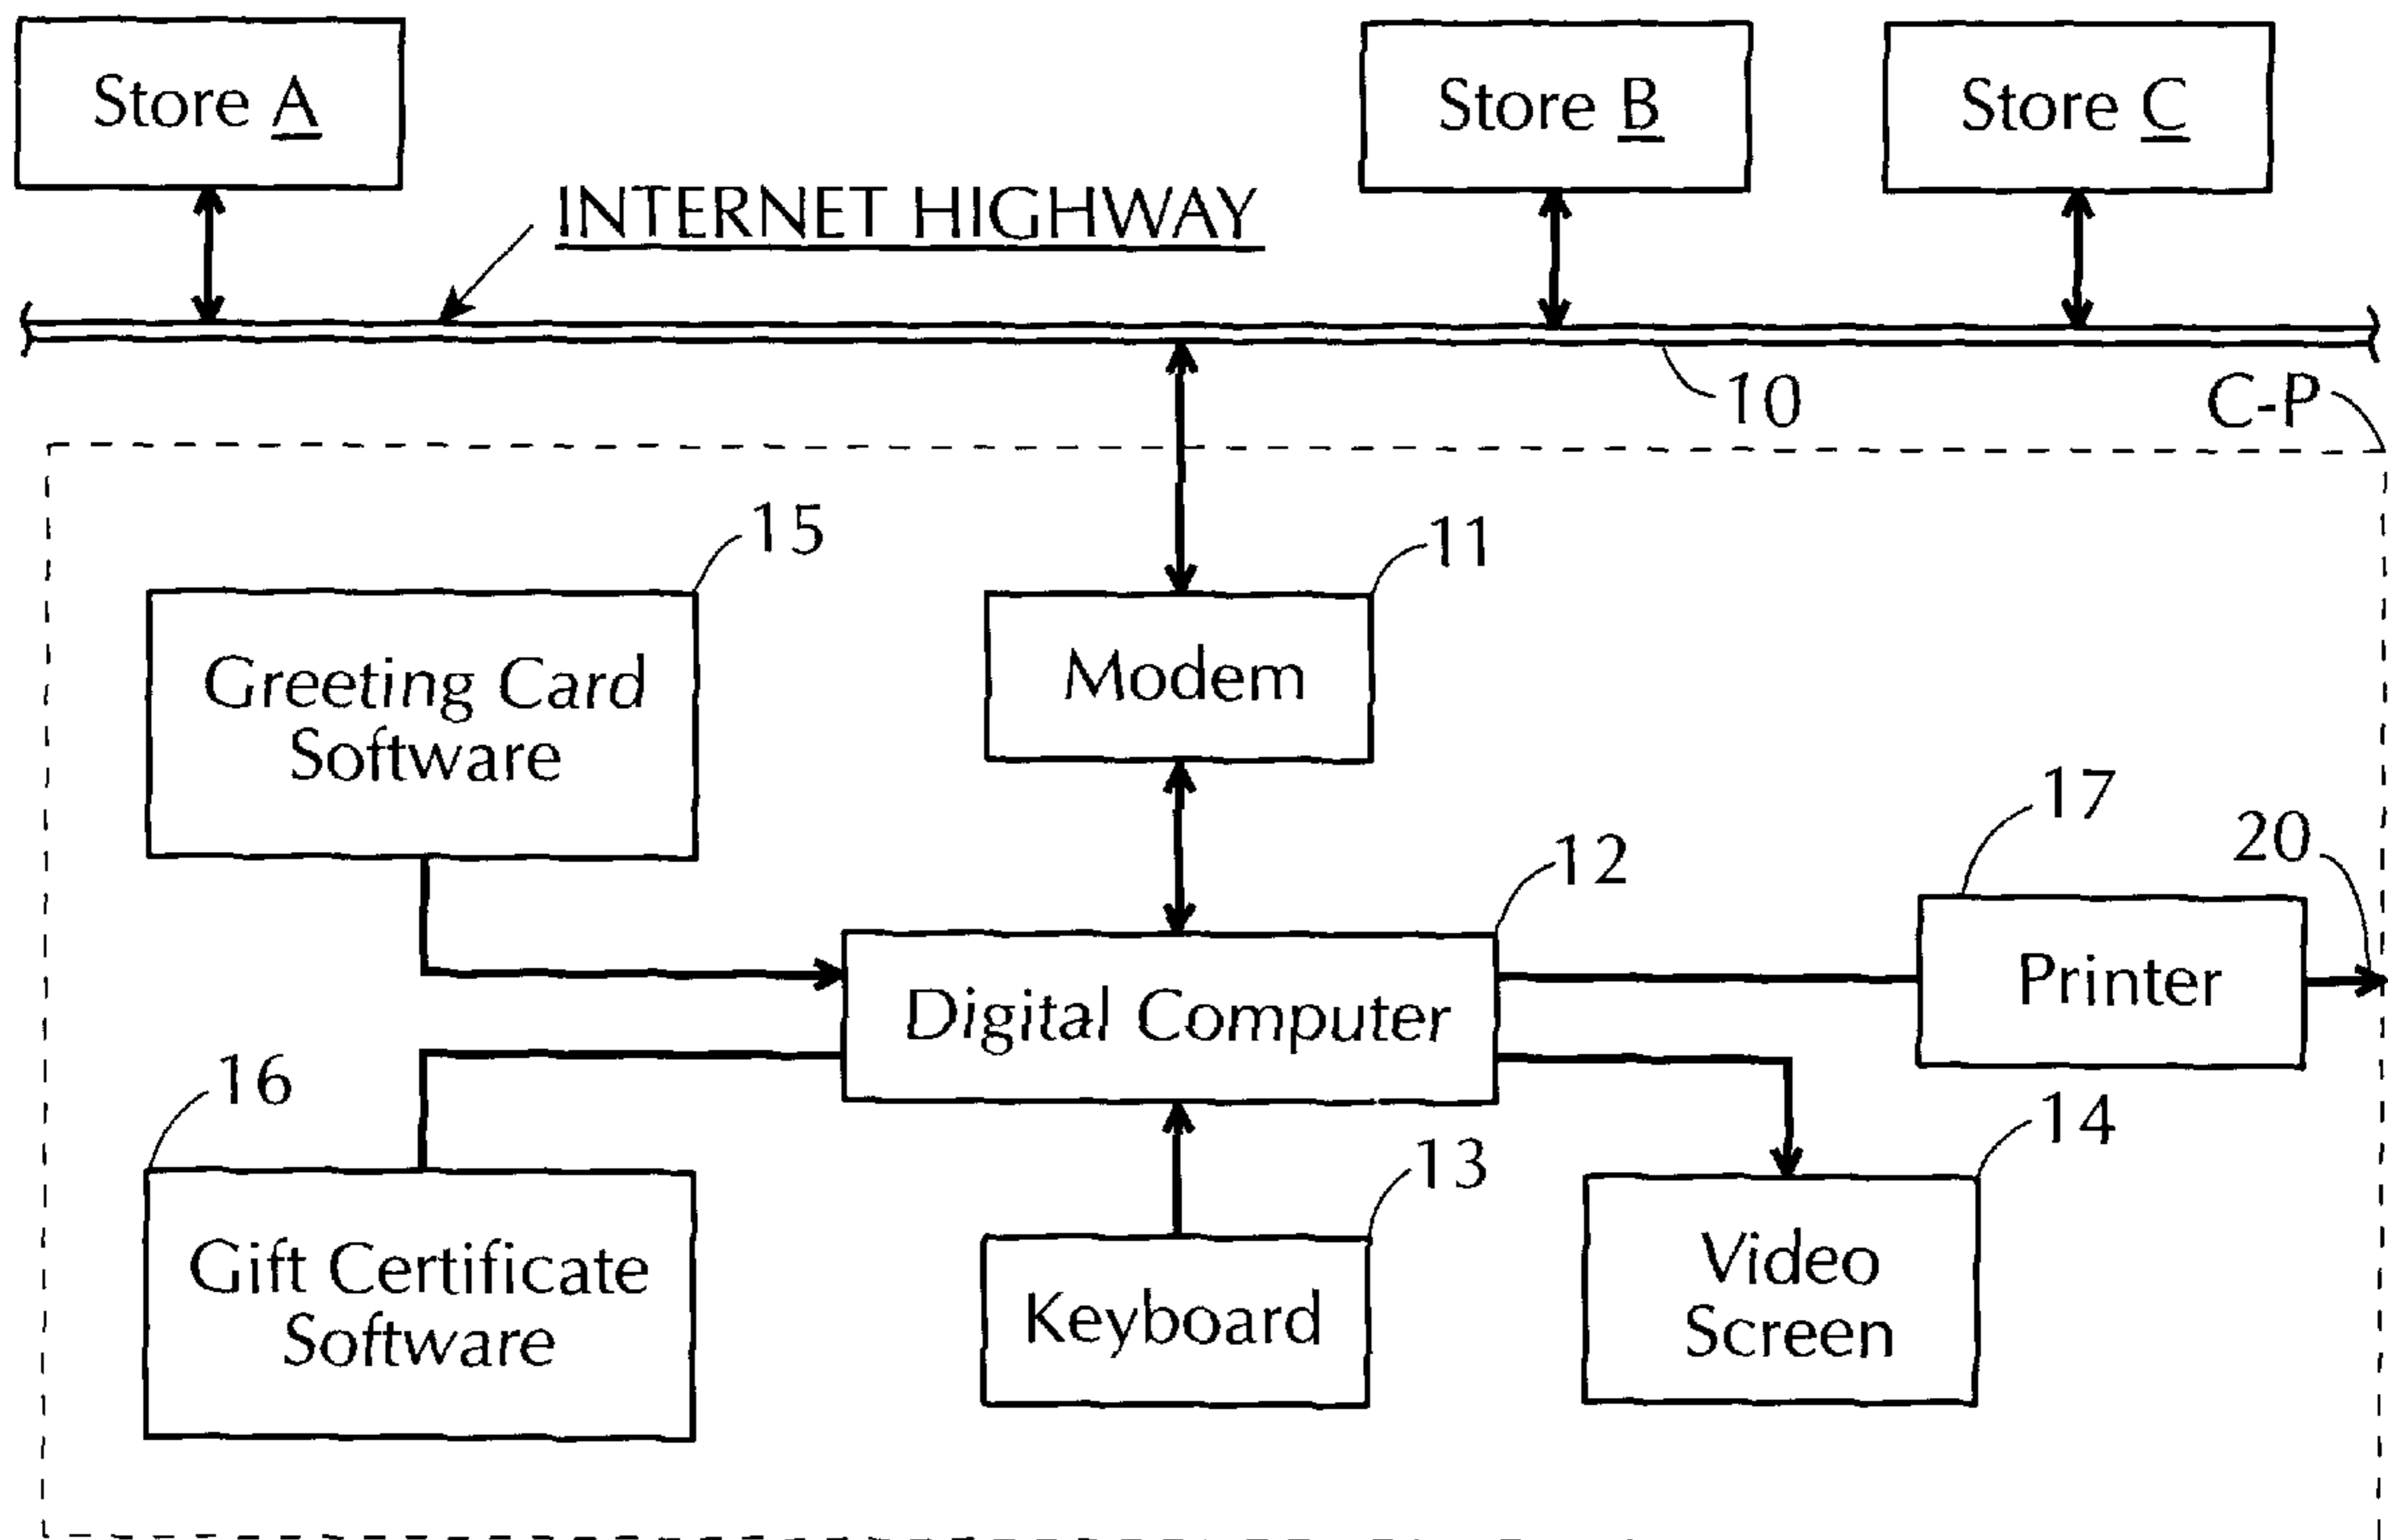 Store A
Store B
Store C
INTERNET HIGHWAY
10
C-P
15
11
Greeting Card
Software
Modem
17
20
12
Printer
Digital Computer
16
14
13
Gift Certificate
Software
Keyboard
Video
Screen